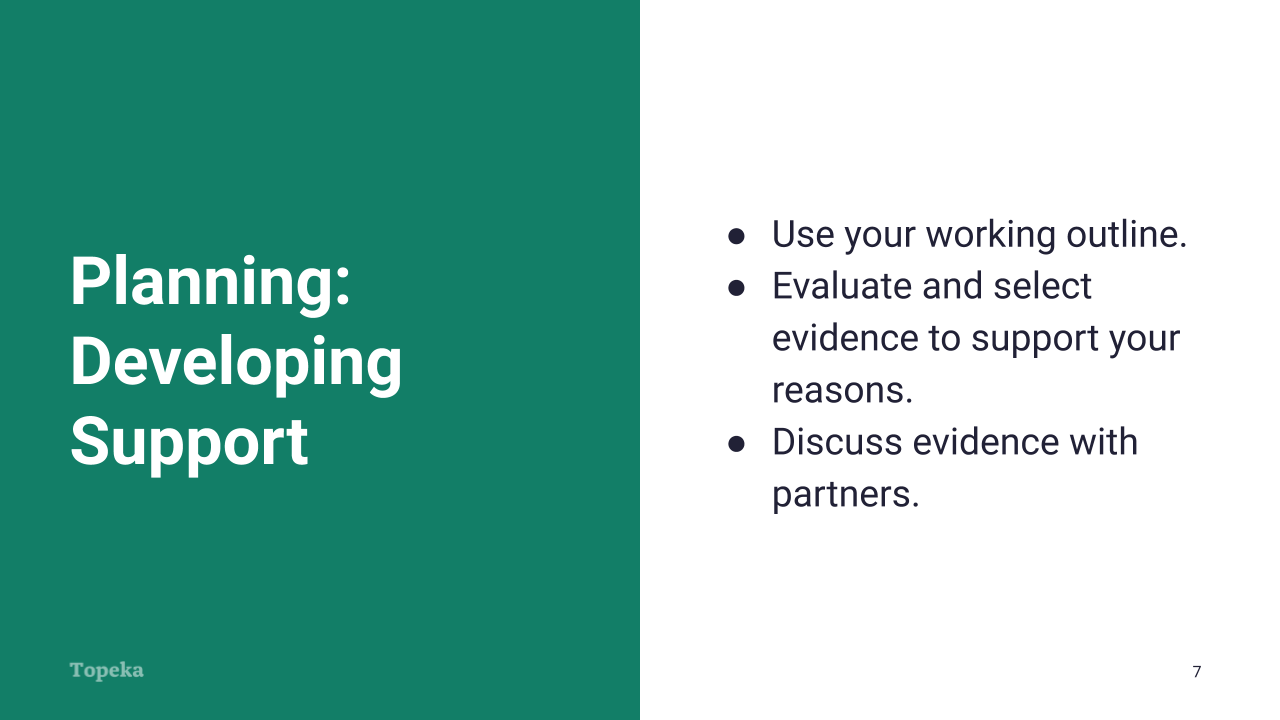 Planning:
Developing
Support
● Use your working outline.
● Evaluate and select
evidence to support your
reasons.
● Discuss evidence with
partners.
Topeka
7